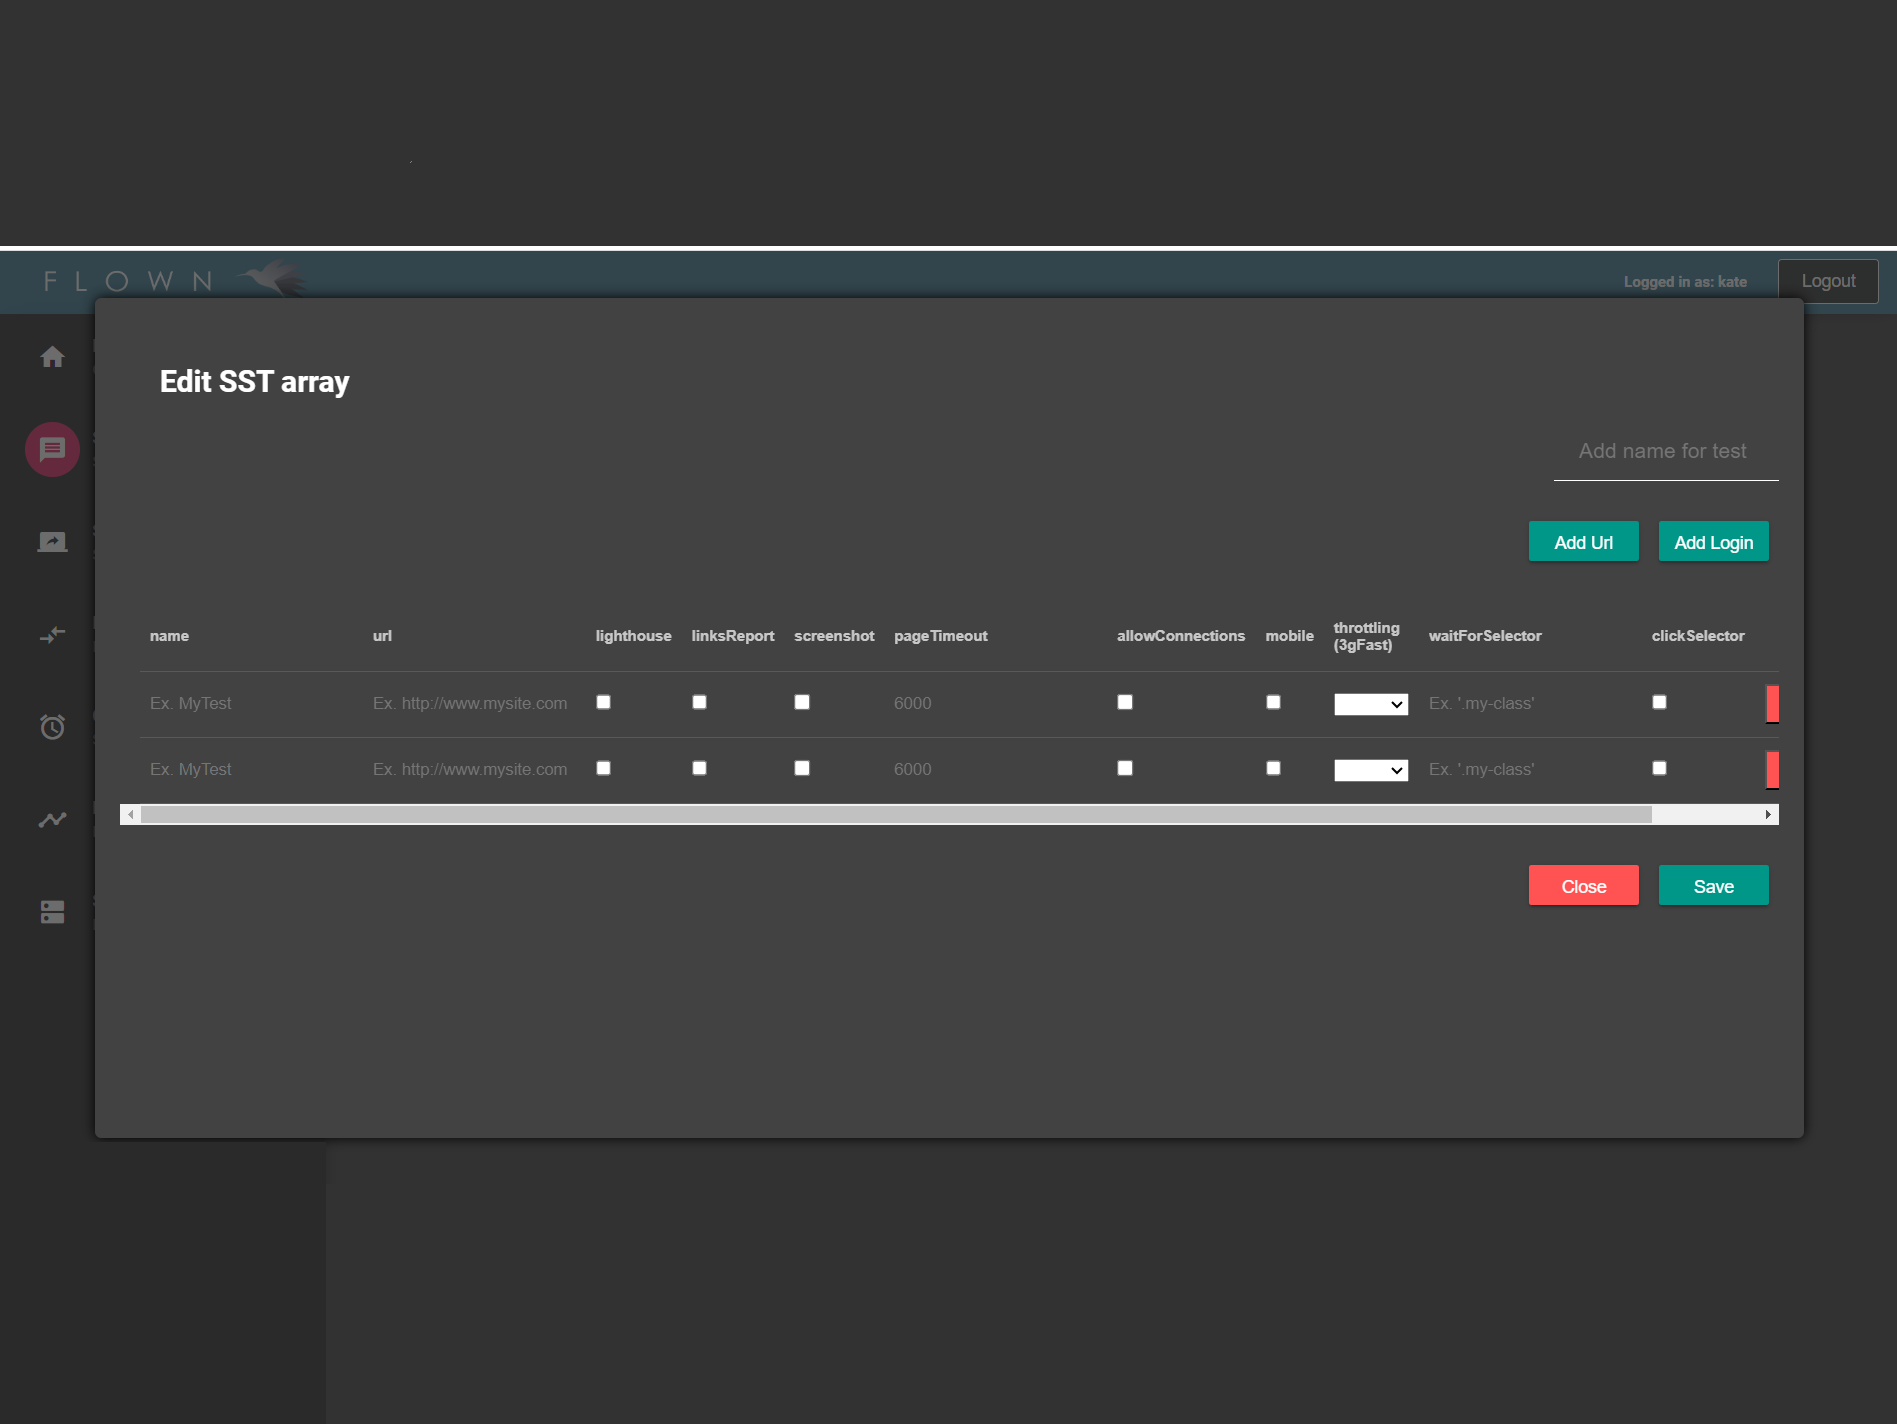 FLOWN
Logged in as: kate
Logout
Edit SST array
Add name for test
Add Url
Add Login
name
url
lighthouse
linksReport
screenshot
pageTimeout
allowConnections
mobile
throttling
(3gFast)
waitForSelector
clickSelector
Ex. MyTest
Ex. http://www.mysite.com
6000
Ex. '.my-class'
Ex. MyTest
Ex. http://www.mysite.com
6000
Ex. '.my-class'
Close
Save